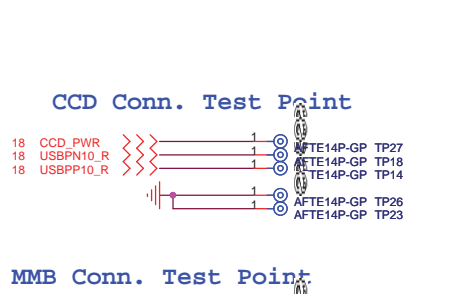 CCD Conn. Test Point
18 CCD_PWR 1 AFTE14P-GP TP27
18 USBPN10_R 1 AFTE14P-GP TP18
18 USBPP10_R 1 AFTE14P-GP TP14
1 AFTE14P-GP TP26
1 AFTE14P-GP TP23
MMB Conn. Test Point